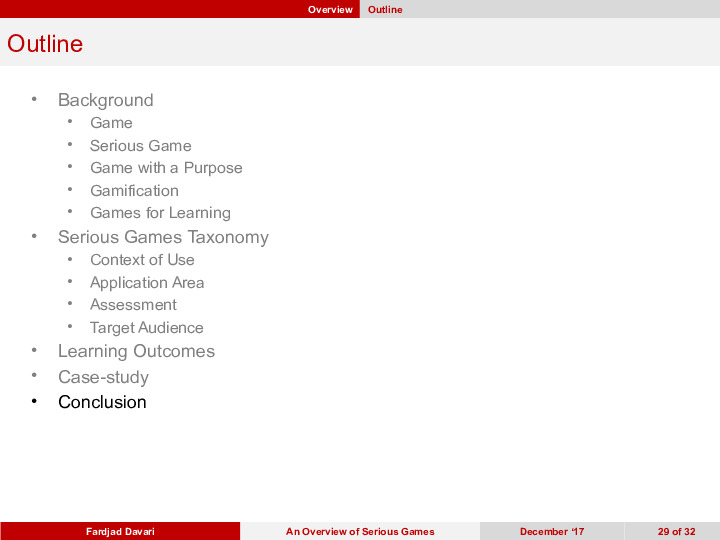 Overview Outline
Outline
• Background
• Game
• Serious Game
• Game with a Purpose
• Gamification
• Games for Learning
• Serious Games Taxonomy
• Context of Use
• Application Area
• Assessment
• Target Audience
• Learning Outcomes
• Case-study
• Conclusion
Fardjad Davari An Overview of Serious Games December ‘17 29 of 32